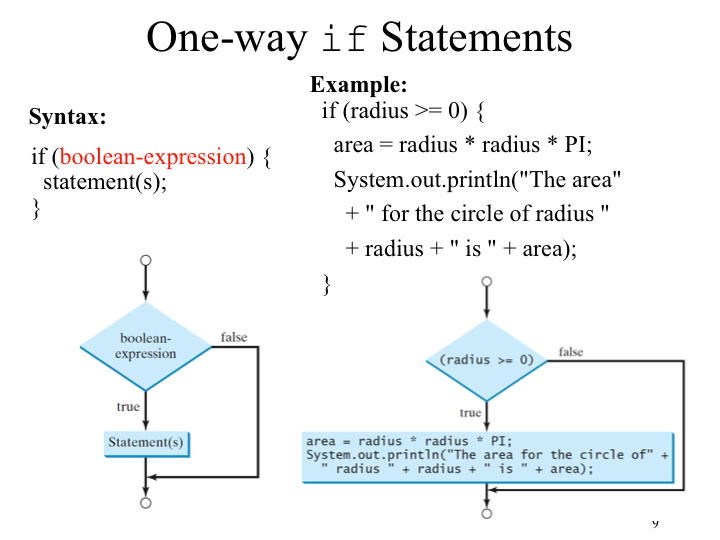 One-way if Statements
Syntax:
if (boolean-expression) {
statement(s);
}
Example:
if (radius >= 0) {
area = radius * radius * PI;
System.out.println("The area"
+ " for the circle of radius "
+ radius + " is " + area);
}
boolean-
expression
false
true
Statement(s)
(radius >= 0)
false
true
area = radius * radius * PI;
System.out.println("The area for the circle of" +
" radius " + radius + " is " + area);
9